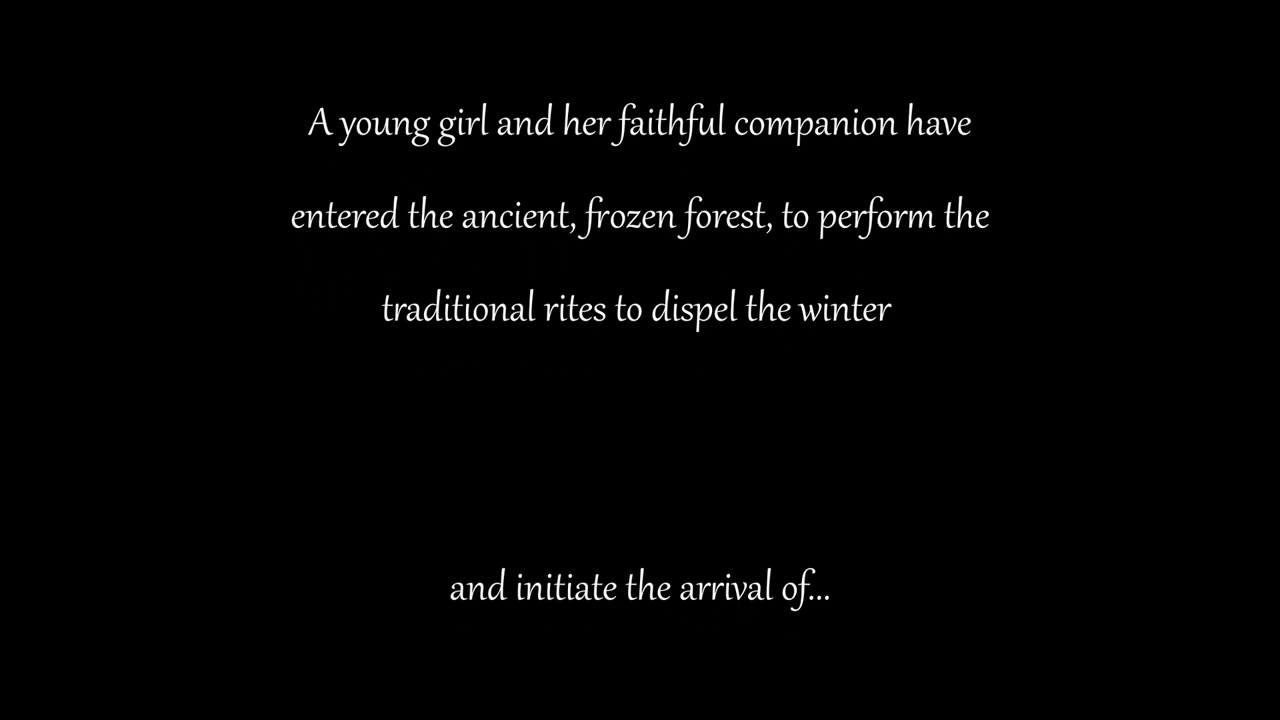 A young girl and her faithful companion have
entered the ancient, frozen forest, to perform the
traditional rites to dispel the winter
and initiate the arrival of...